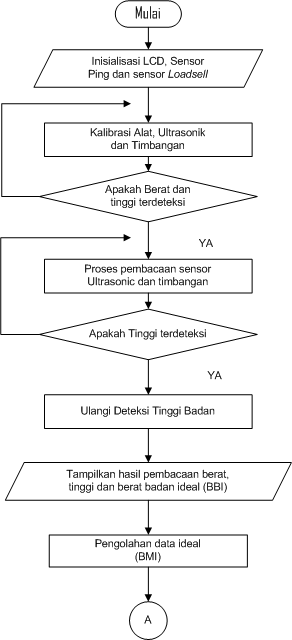 Mulai
Inisialisasi LCD, Sensor
Ping dan sensor Loadsell
Kalibrasi Alat, Ultrasonik
dan Timbangan
Apakah Berat dan
tinggi terdeteksi
YA
Proses pembacaan sensor
Ultrasonic dan timbangan
Apakah Tinggi terdeteksi
YA
Ulangi Deteksi Tinggi Badan
Tampilkan hasil pembacaan berat,
tinggi dan berat badan ideal (BBI)
Pengolahan data ideal
(BMI)
A